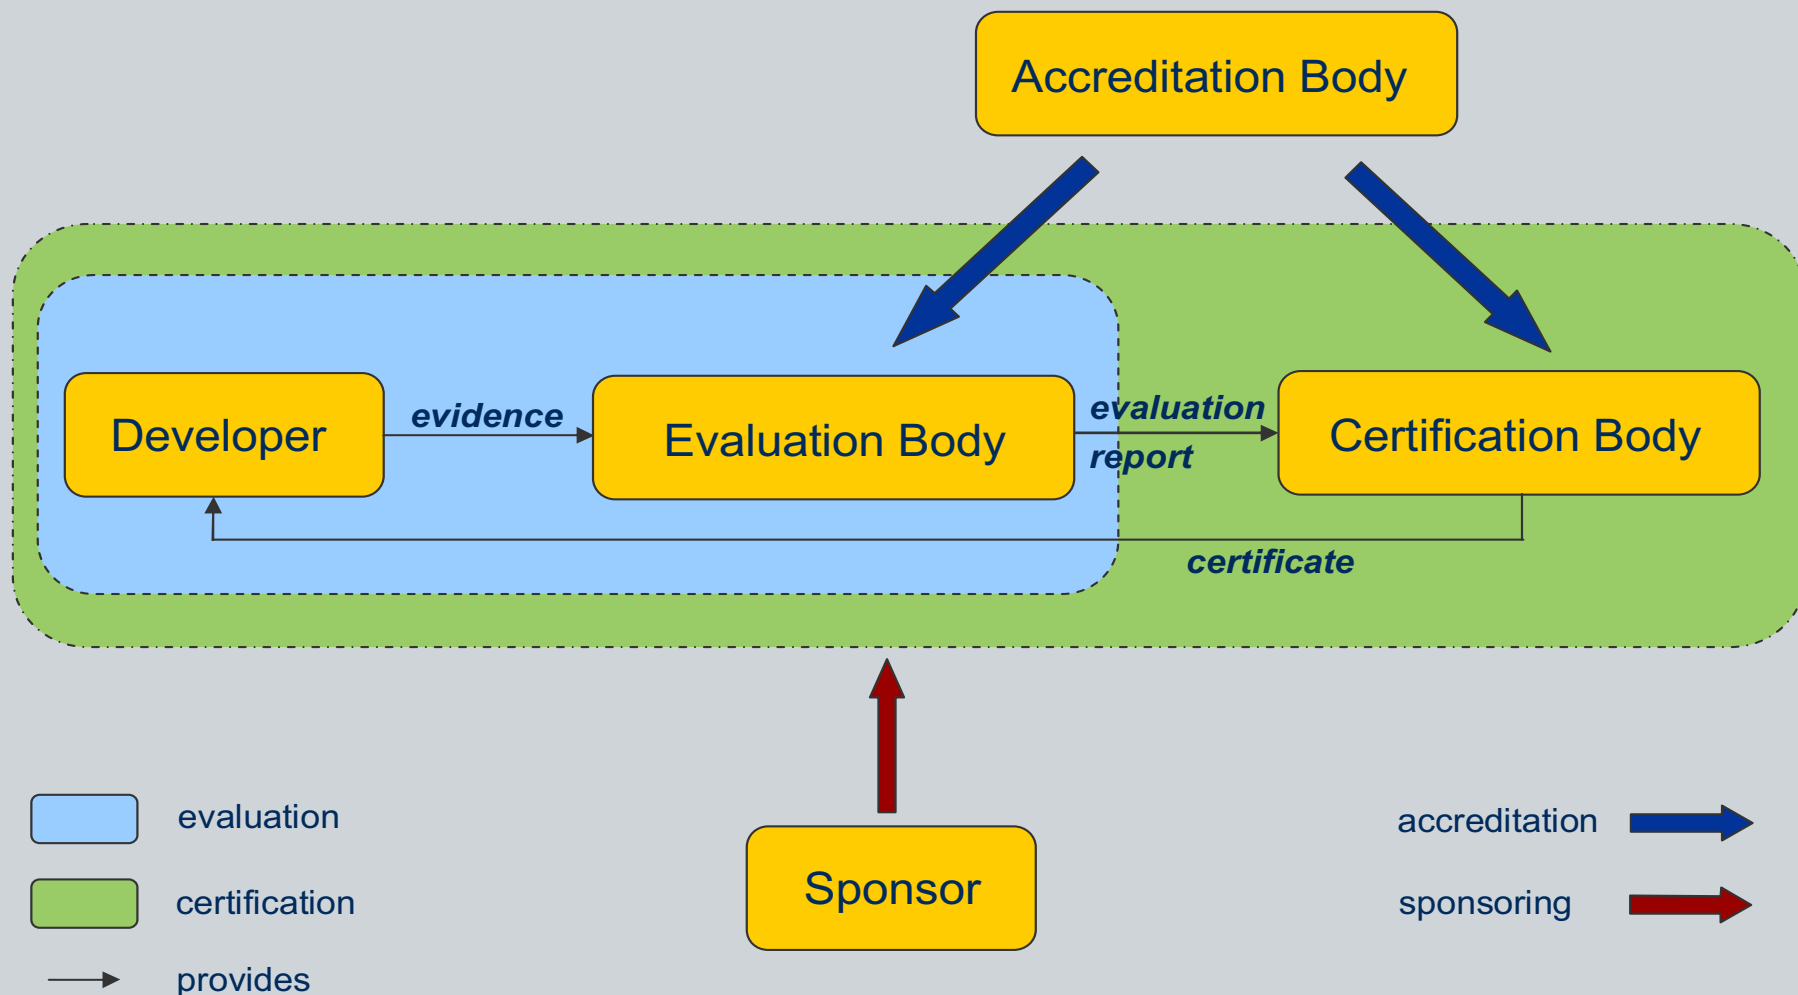 Accreditation Body
Developer
evidence
Evaluation Body
evaluation
report
Certification Body
certificate
evaluation
certification
provides
Sponsor
accreditation
sponsoring